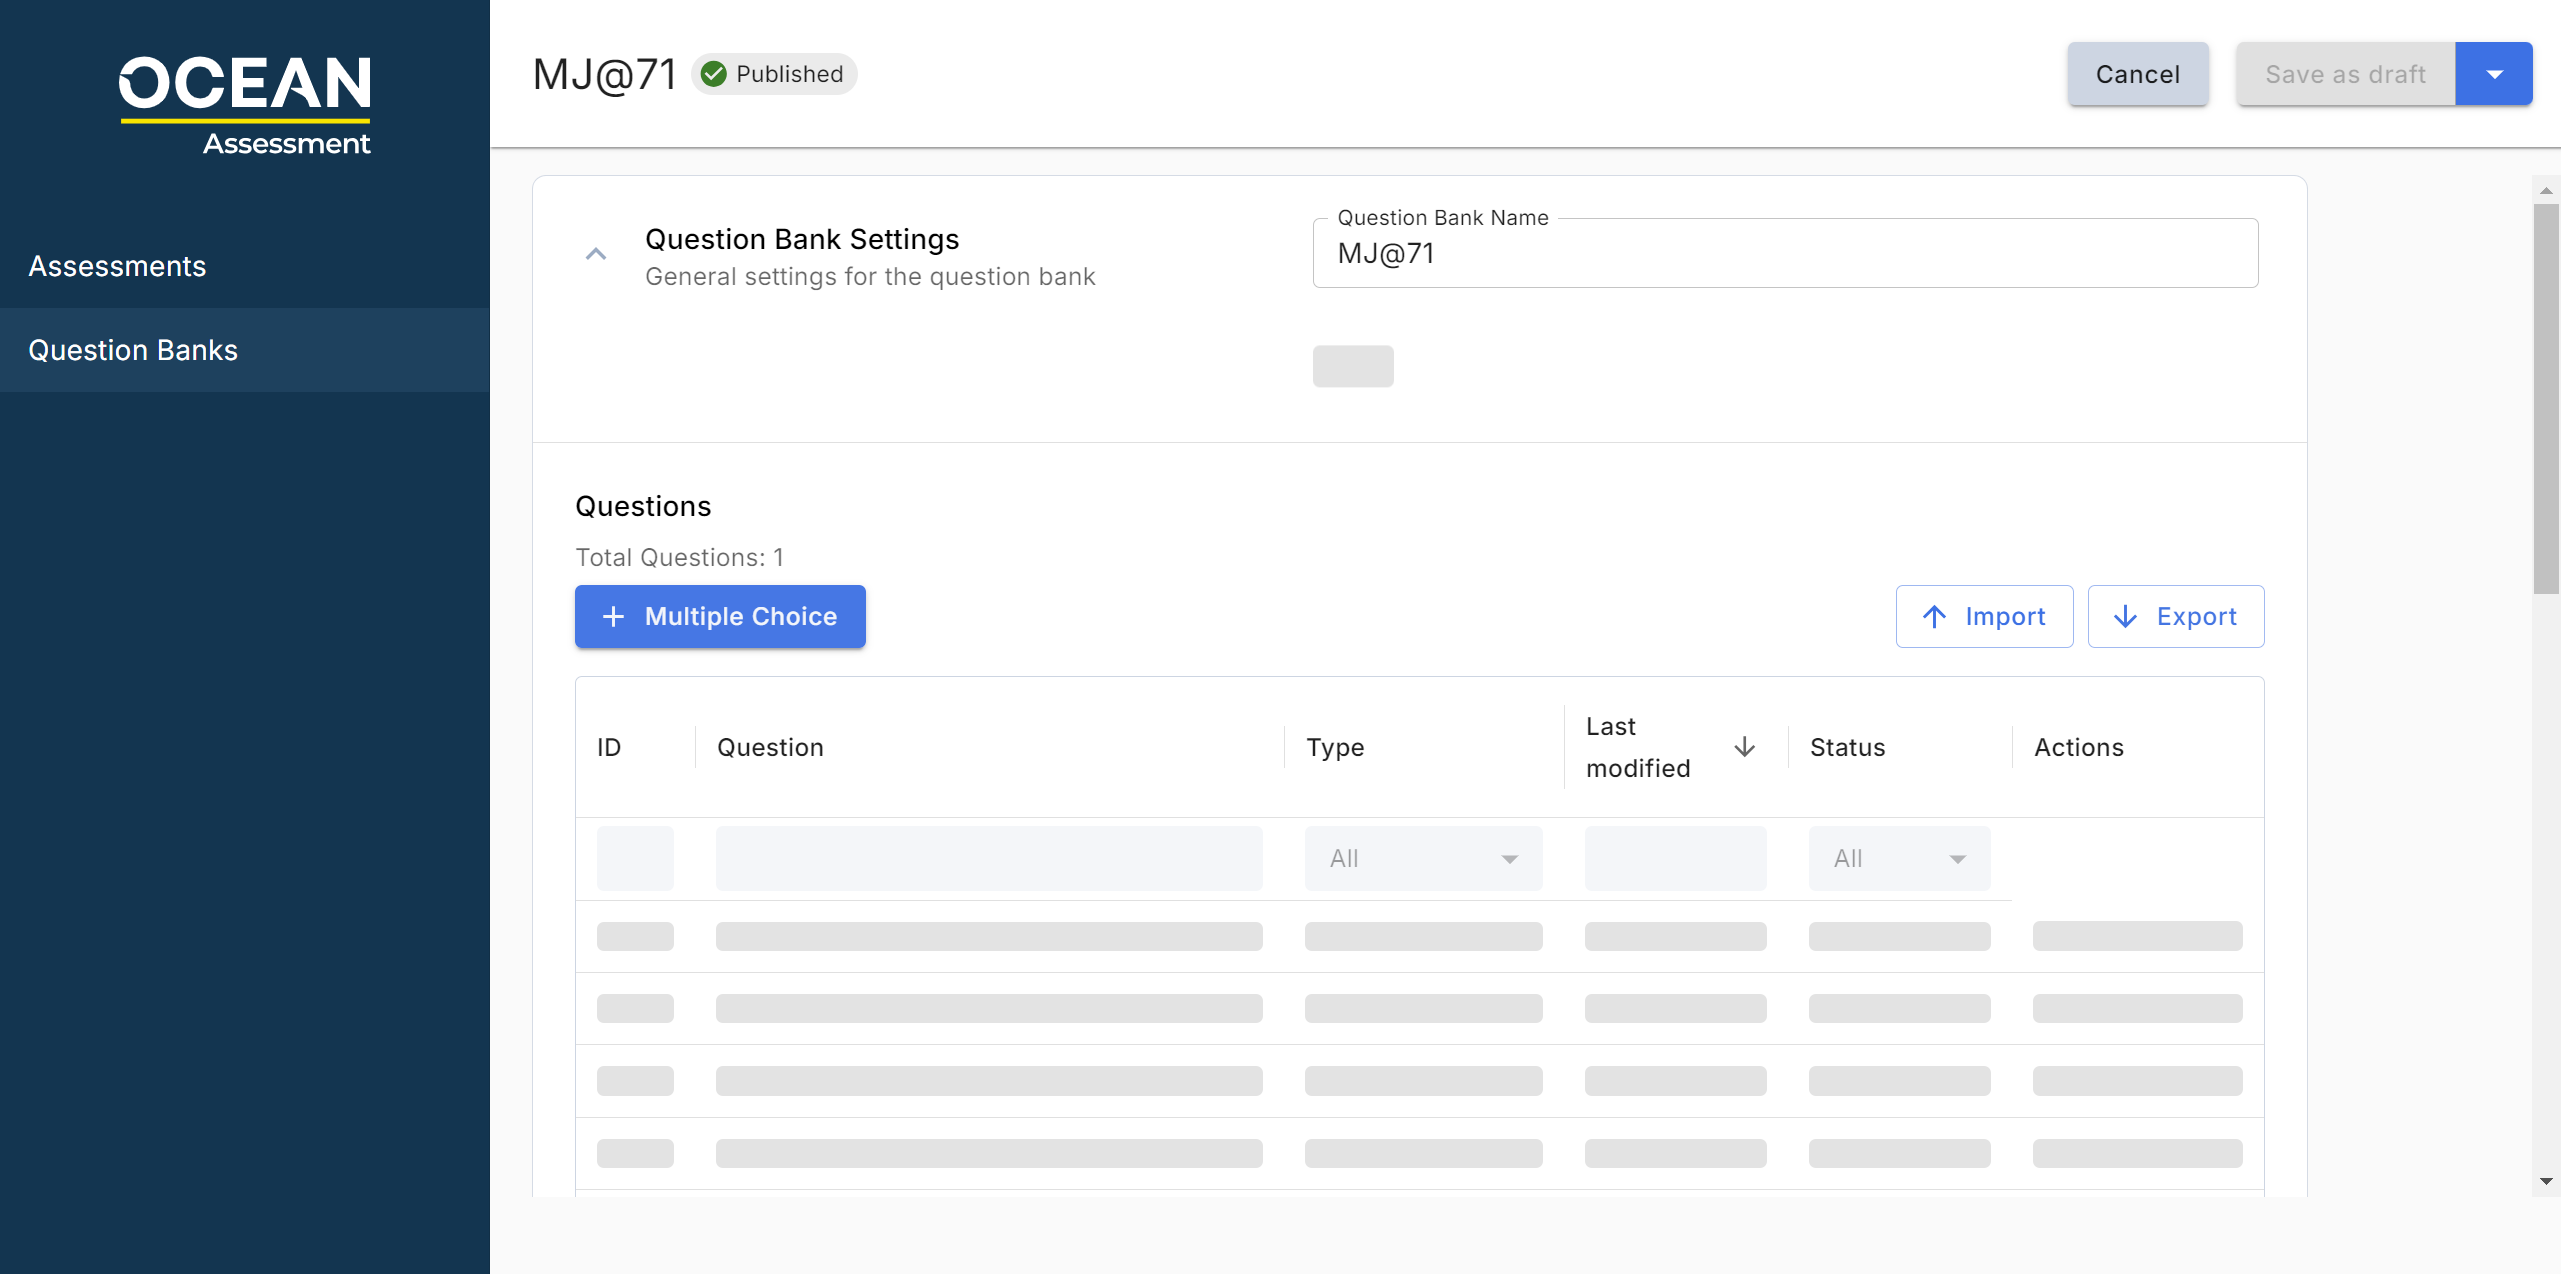 OCEAN
Assessment
Assessments
Question Banks
MJ@71
Published
Cancel
Save as draft
Question Bank Settings
General settings for the question bank
Question Bank Name
MJ@71
Questions
Total Questions: 1
Multiple Choice
Import
Export
ID
Question
Type
Last
modified
Status
Actions
All
All